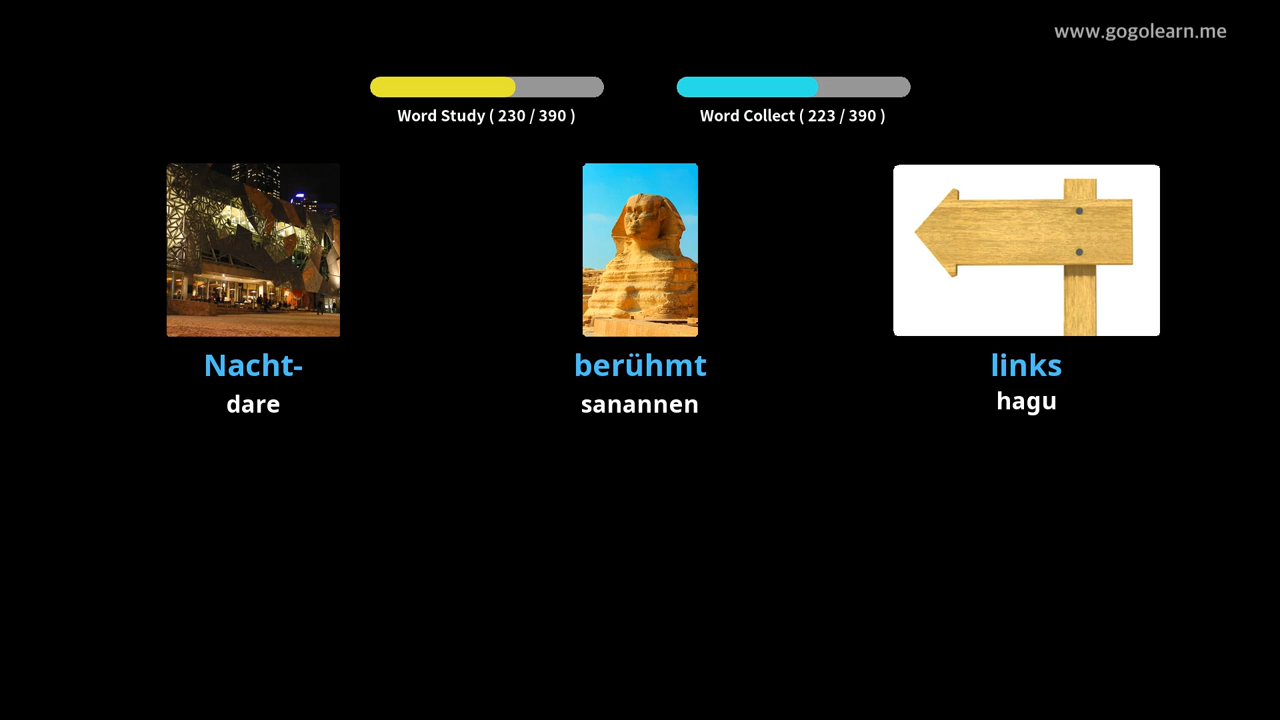 www.gogolearn.me
Word Study ( 230 / 390 )
Word Collect ( 223 / 390 )
Nacht-
dare
berühmt
sanannen
links
hagu